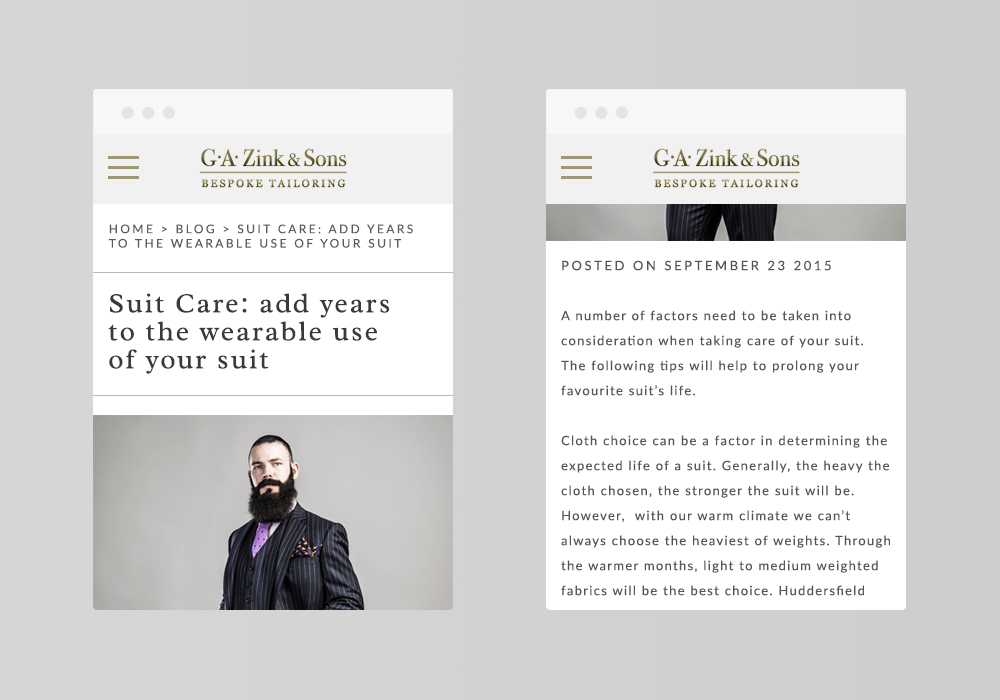 G·A· Zink & Sons
BESPOKE TAILORING
HOME > BLOG > SUIT CARE: ADD YEARS
TO THE WEARABLE USE OF YOUR SUIT
Suit Care: add years
to the wearable use
of your suit
G·A· Zink & Sons
BESPOKE TAILORING
POSTED ON SEPTEMBER 23 2015
A number of factors need to be taken into
consideration when taking care of your suit.
The following tips will help to prolong your
favourite suit’s life.
Cloth choice can be a factor in determining the
expected life of a suit. Generally, the heavy the
cloth chosen, the stronger the suit will be.
However,  with our warm climate we can’t
always choose the heaviest of weights. Through
the warmer months, light to medium weighted
fabrics will be the best choice. Huddersfield